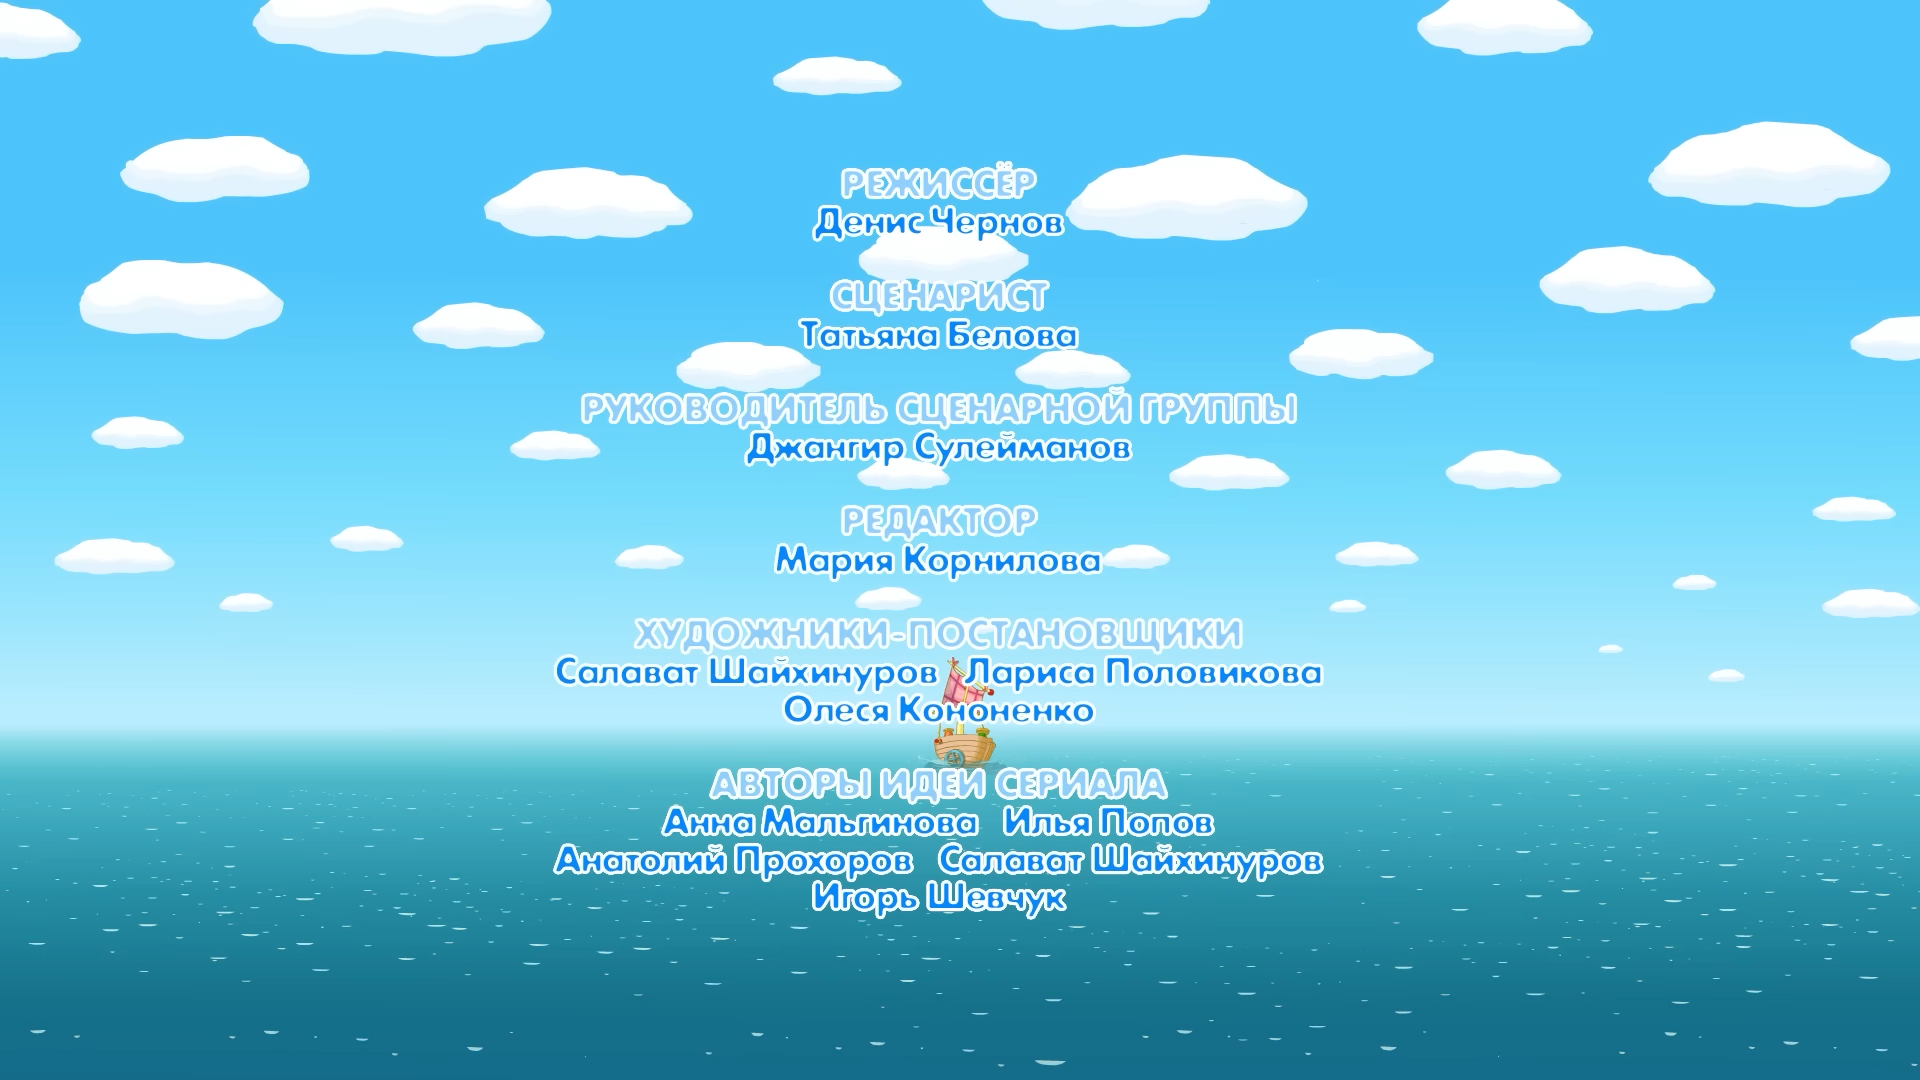 РЕЖИССЁР
Денис Чернов
СЦЕНАРИСТ
Татьяна Белова
РУКОВОДИТЕЛЬ СЦЕНАРНОЙ ГРУППЫ
Джангир Сулейманов
РЕДАКТОР
Мария Корнилова
ХУДОЖНИКИ-ПОСТАНОВЩИКИ
Салават Шайхинуров Лариса Половикова
Олеся Кононенко
АВТОРЫ ИДЕИ СЕРИАЛА
Анна Мальгинова Илья Попов
Анатолий Прохоров Салават Шайхинуров
Игорь Шевчук